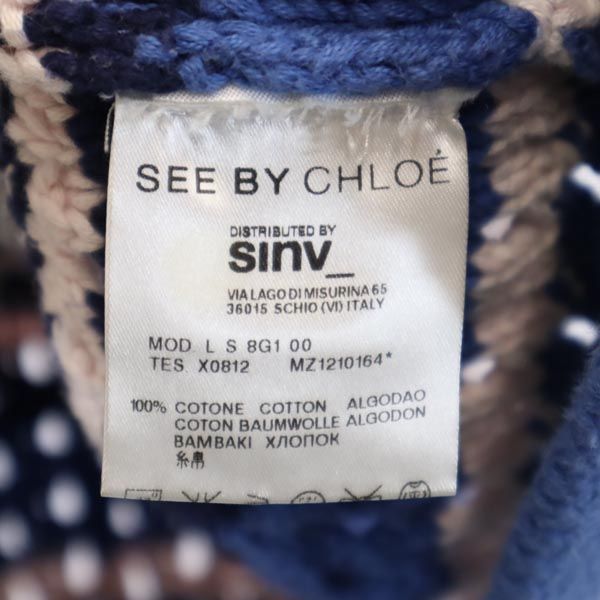 SEE BY CHLOÉ
DISTRIBUTED BY
sinv_
VIA LAGO DI MISURINA 65
36015 SCHIO (VI) ITALY
MOD. L S 8G1 00
TES. X0812 MZ1210164*
100% COTONE COTTON ALGODAO
COTON BAUMWOLLE ALGODON
BAMBAKI ХЛОПОК
綿